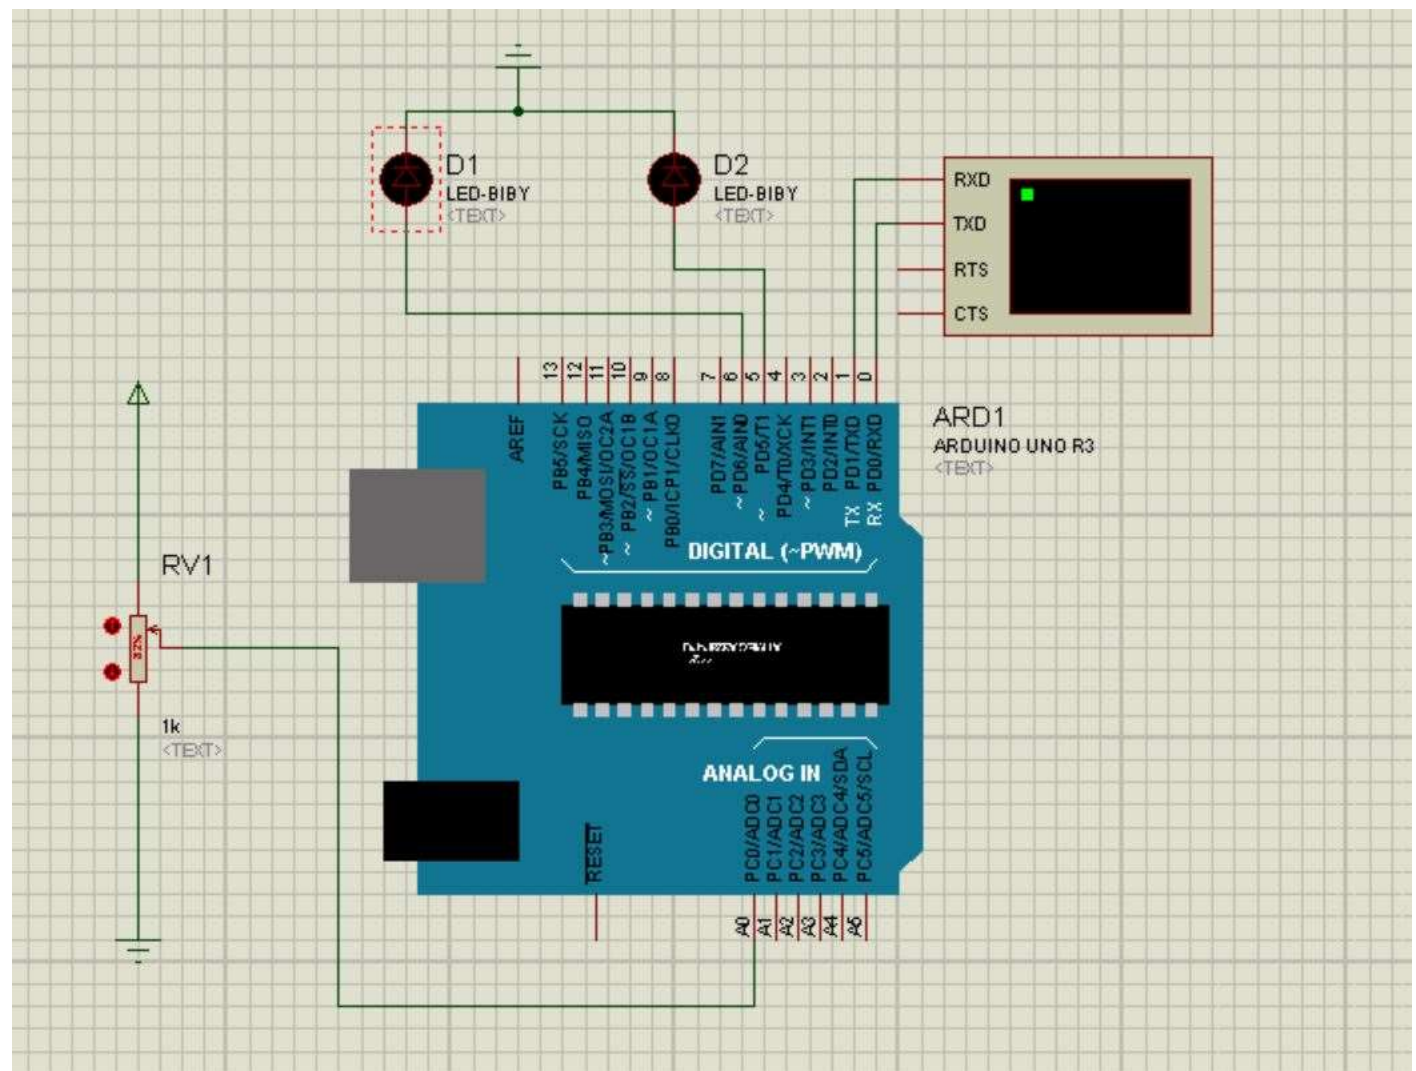 D1
LED-BIBY
<TEXT>
D2
LED-BIBY
<TEXT>
RXD
TXD
RTS
CTS
13
12
11
10
9
8
7
6
5
4
3
2
1
0
ARD1
ARDUINO UNO R3
<TEXT>
AREF
PB5/SCK
PB4/MISO
~PB3/MOSI/OC2A
~PB2/SS/OC1B
~PB1/OC1A
PB0/ICP1/CLKO
PD7/AIN1
~PD6/AIN0
~PD5/T1
PD4/T0/XCK
~PD3/INT1
PD2/INT0
PD1/TXD
PD0/RXD
TX
RX
DIGITAL (~PWM)
RV1
82%
1k
<TEXT>
ANALOG IN
RESET
PC0/ADC0
PC1/ADC1
PC2/ADC2
PC3/ADC3
PC4/ADC4/SDA
PC5/ADC5/SCL
A0
A1
A2
A3
A4
A5